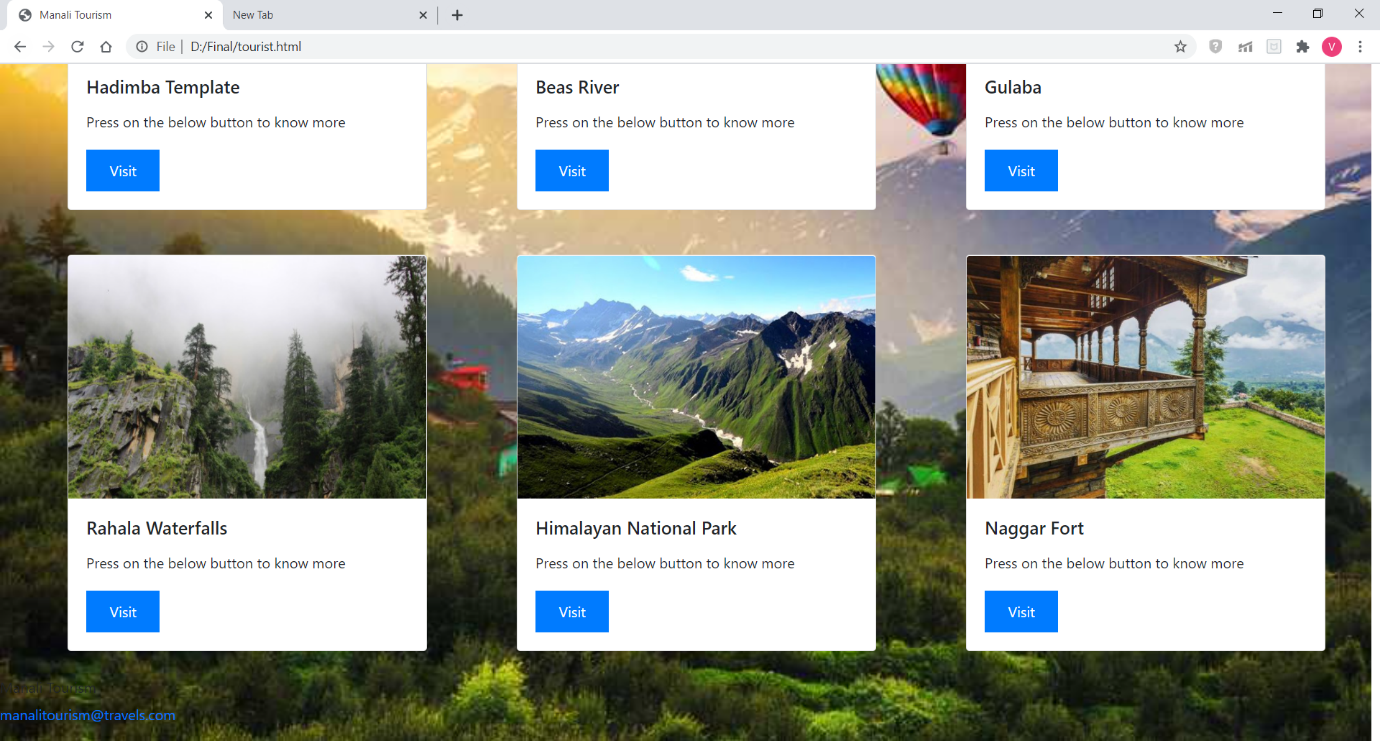 Manali Tourism
New Tab
File
D:/Final/tourist.html
V
Hadimba Template
Beas River
Gulaba
Press on the below button to know more
Press on the below button to know more
Press on the below button to know more
Visit
Visit
Visit
Rahala Waterfalls
Himalayan National Park
Naggar Fort
Press on the below button to know more
Press on the below button to know more
Press on the below button to know more
Visit
Visit
Visit
manalitourism@travels.com